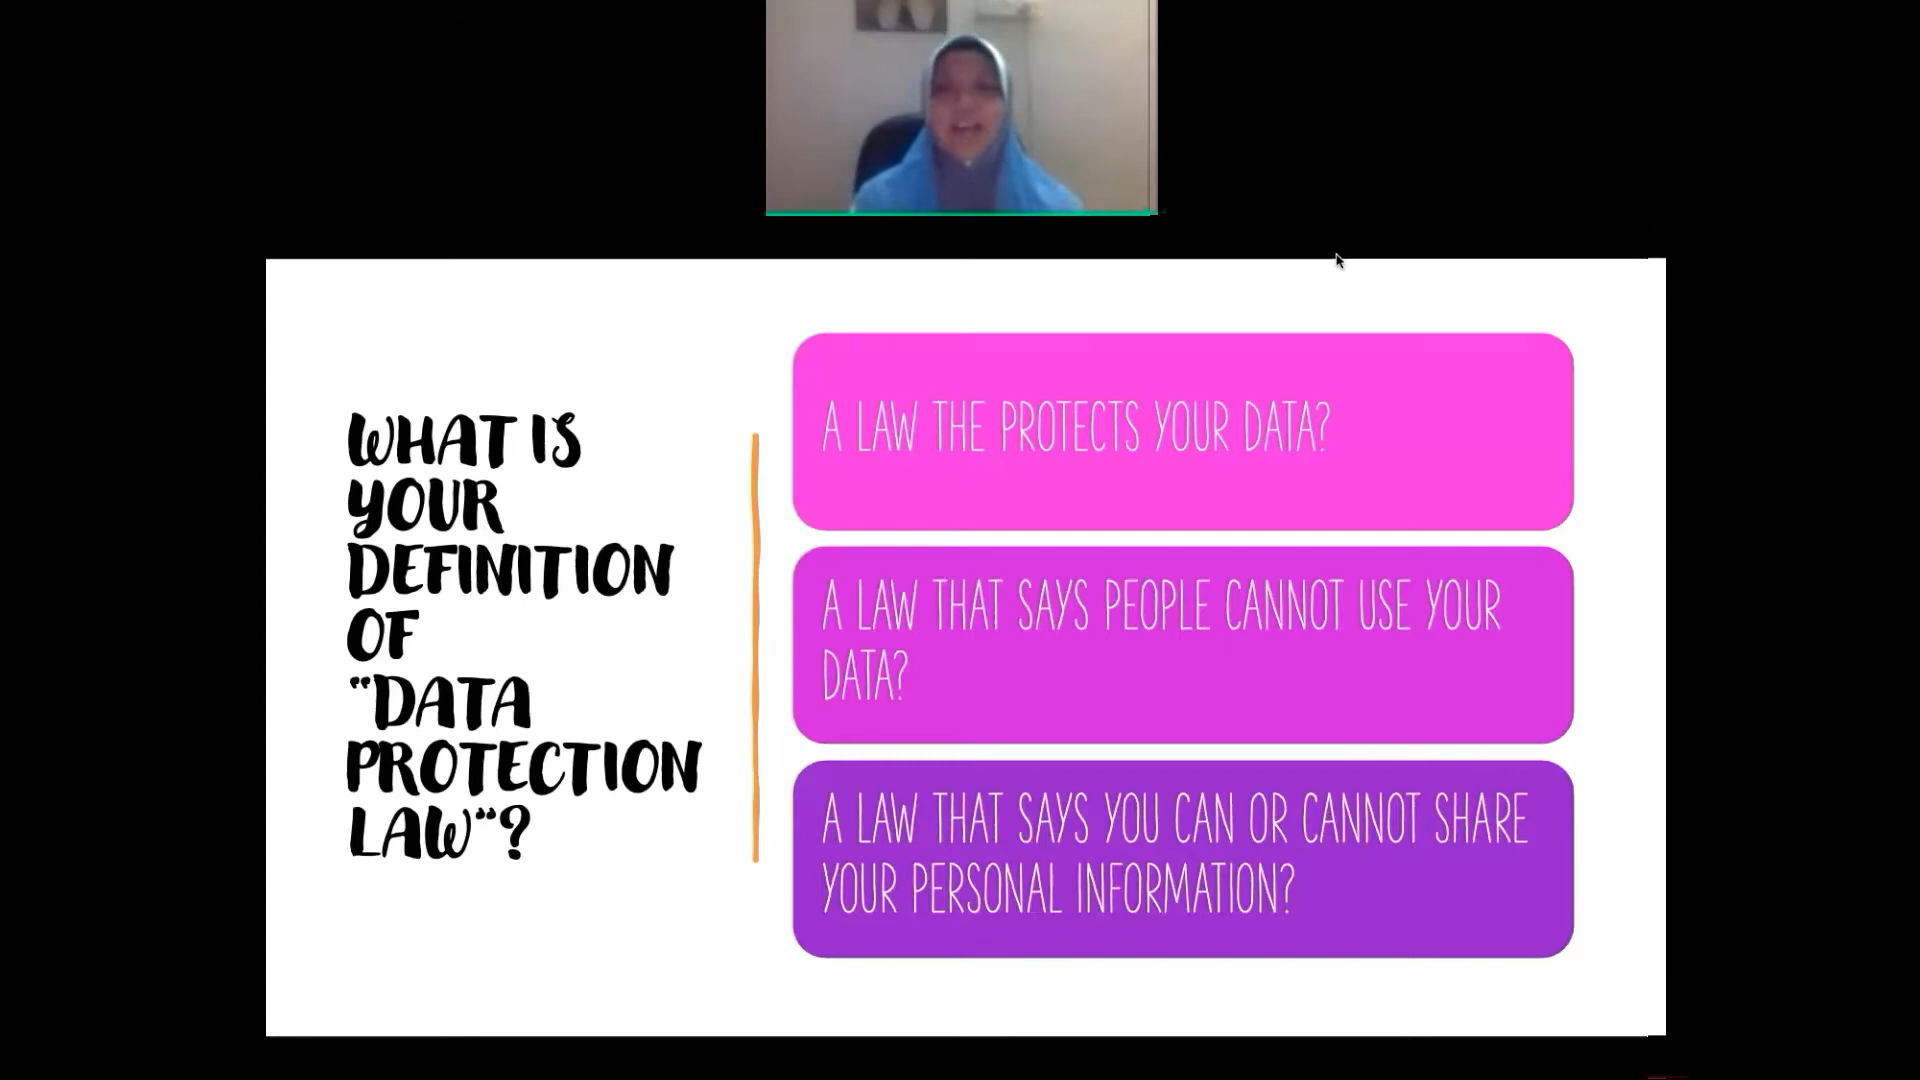 WHAT IS
YOUR
DEFINITION
OF
"DATA
PROTECTION
LAW"?
A LAW THE PROTECTS YOUR DATA?
A LAW THAT SAYS PEOPLE CANNOT USE YOUR
DATA?
A LAW THAT SAYS YOU CAN OR CANNOT SHARE
YOUR PERSONAL INFORMATION?